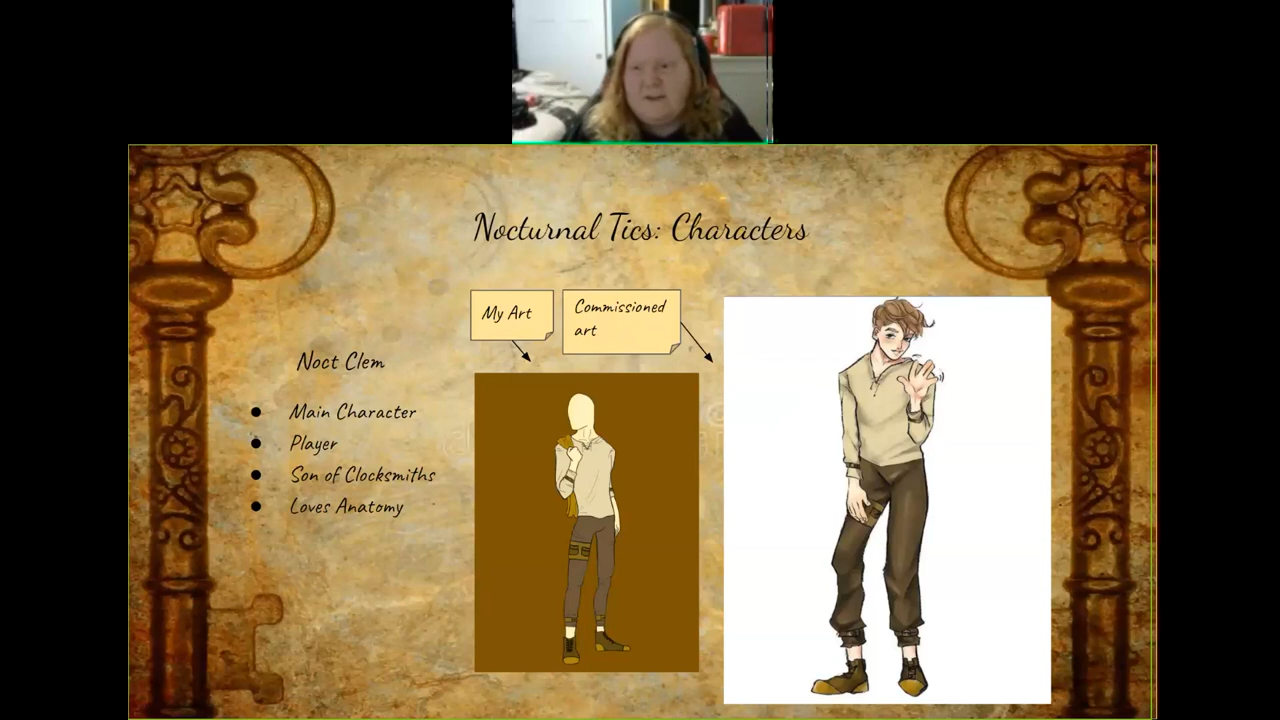 Nocturnal Tics: Characters
My Art
Commissioned
art
Noct Clem
● Main Character
● Player
● Son of Clocksmiths
● Loves Anatomy